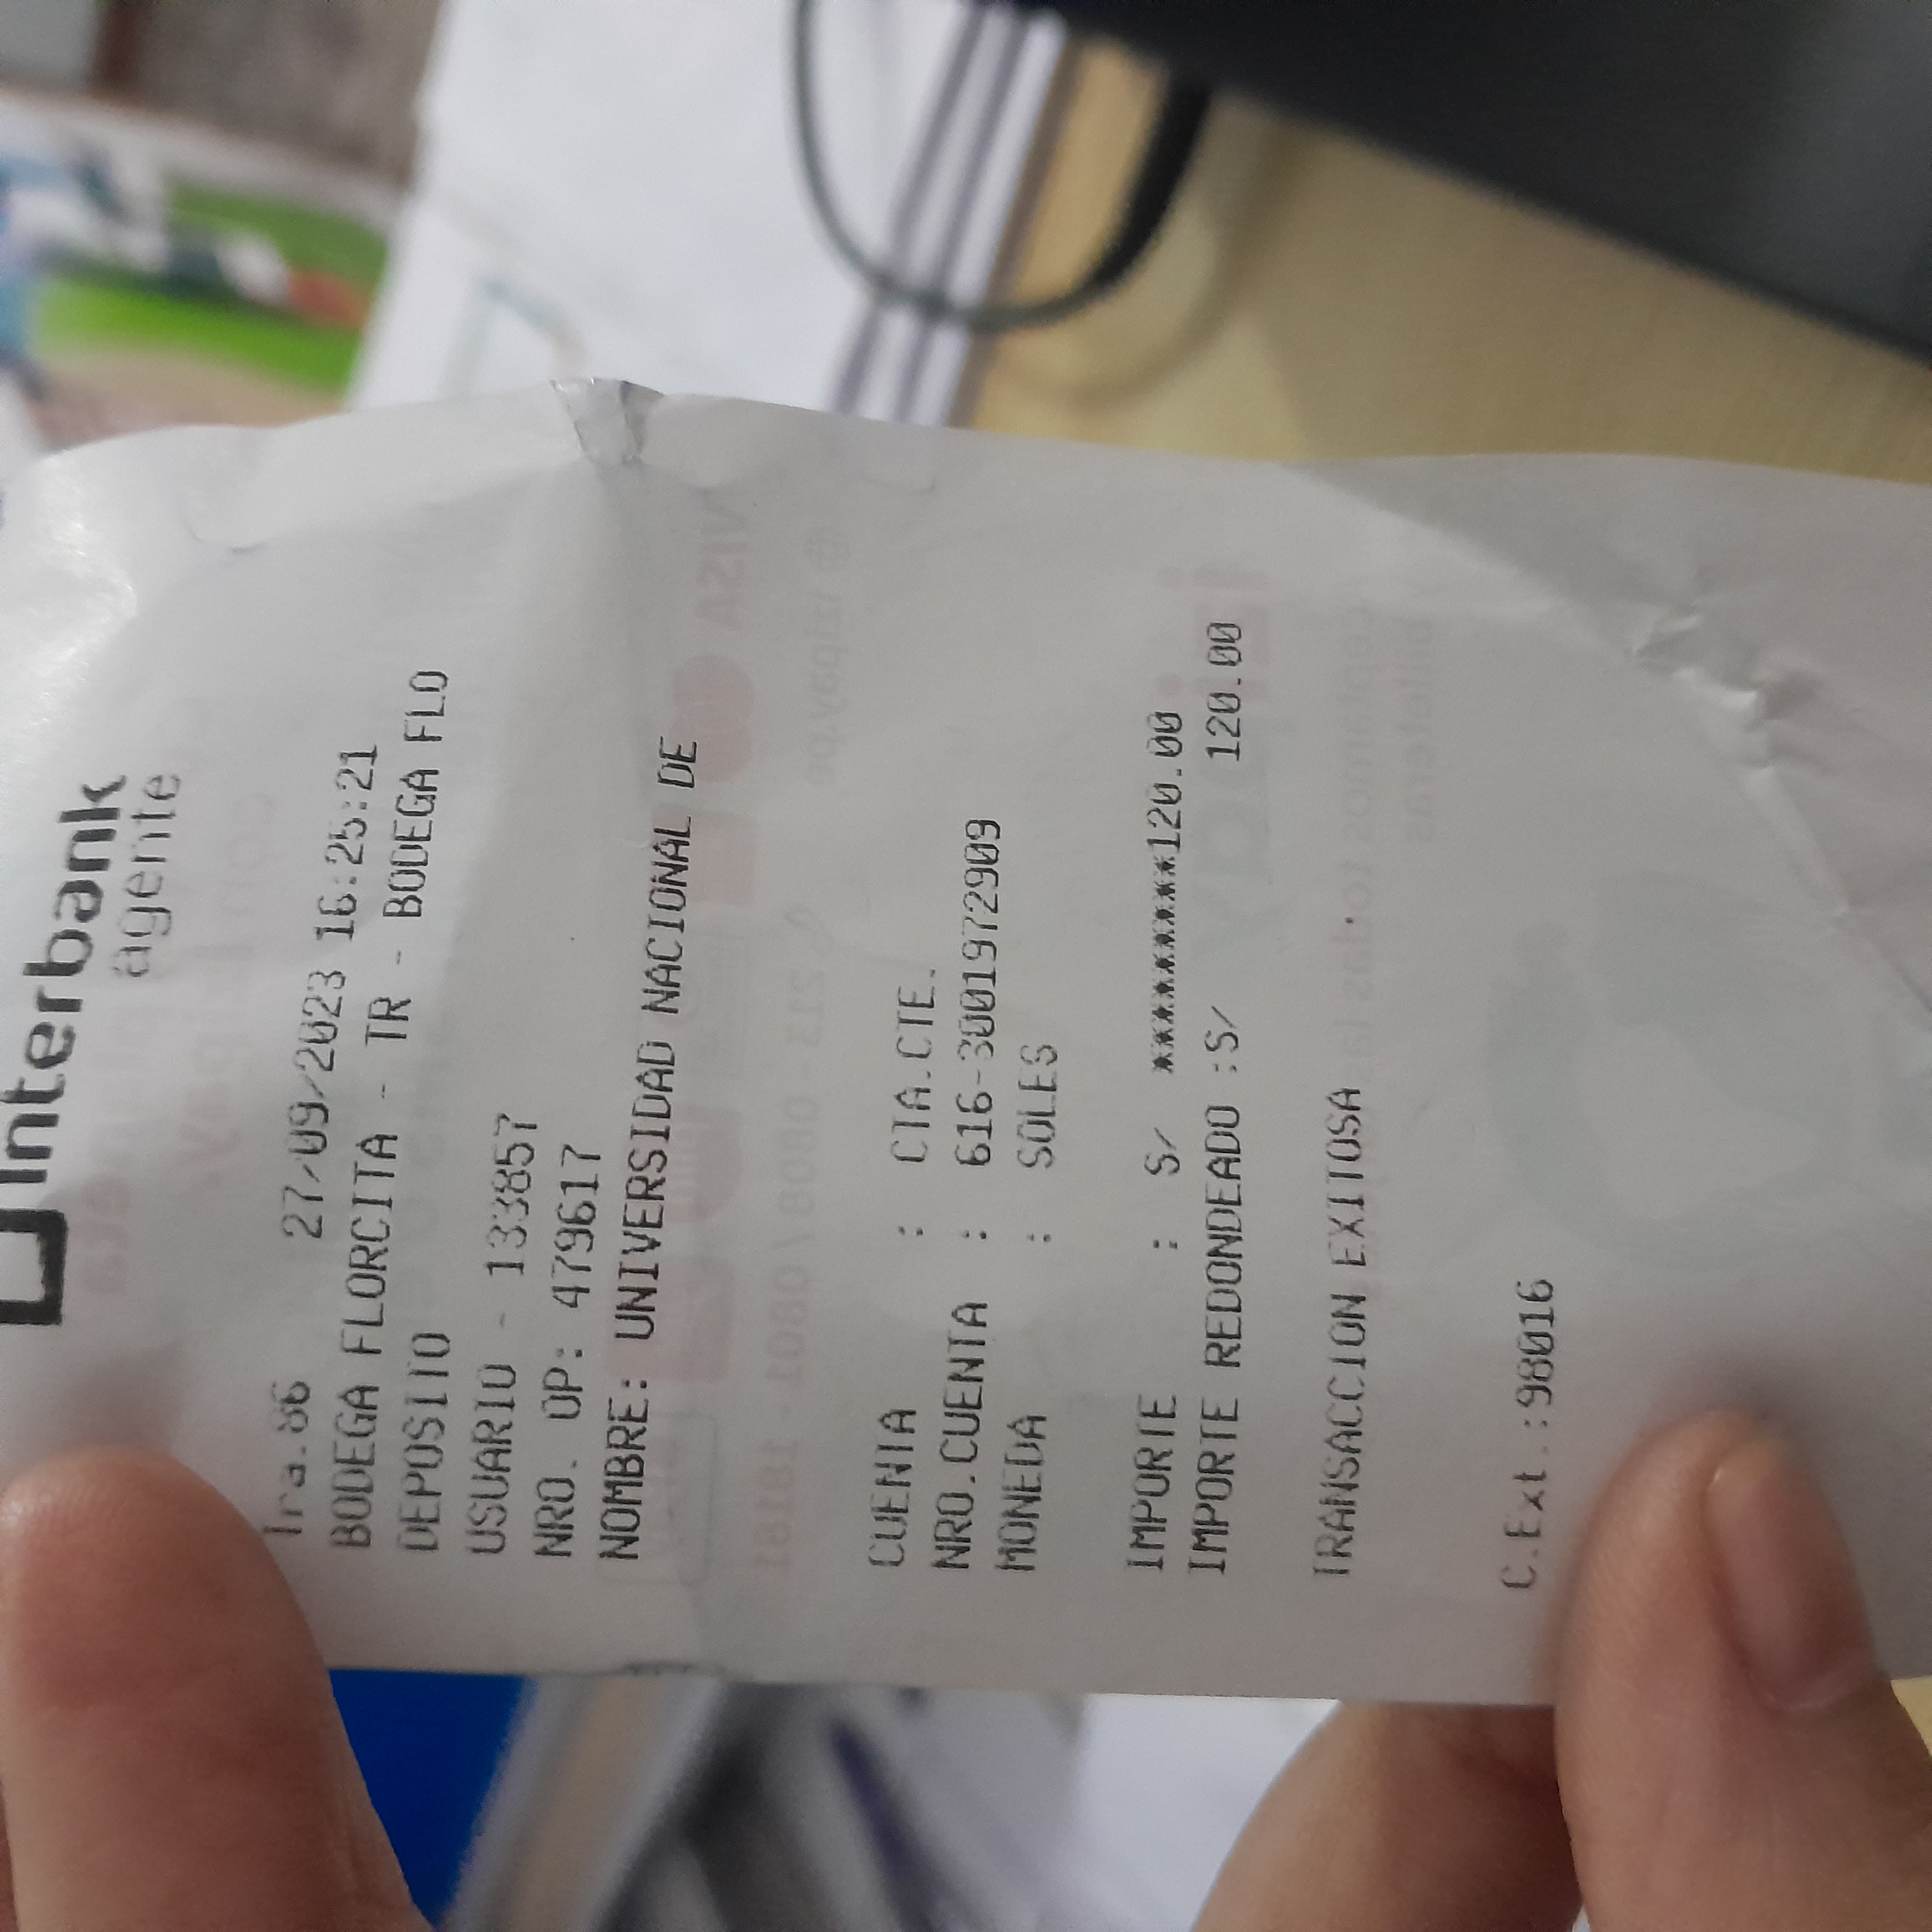 Interbank
agente
Tra.86 27/09/2023 16:25:21
BODEGA FLORCITA - TR - BODEGA FLO
DEPOSITO
USUARIO - 133857
NRO. OP: 479617
NOMBRE: UNIVERSIDAD NACIONAL DE
CUENTA : CTA.CTE.
NRO.CUENTA : 616-3001972909
MONEDA : SOLES
IMPORTE : S/ ***********120.00
IMPORTE REDONDEADO :S/ 120.00
TRANSACCION EXITOSA
C.Ext.:98016